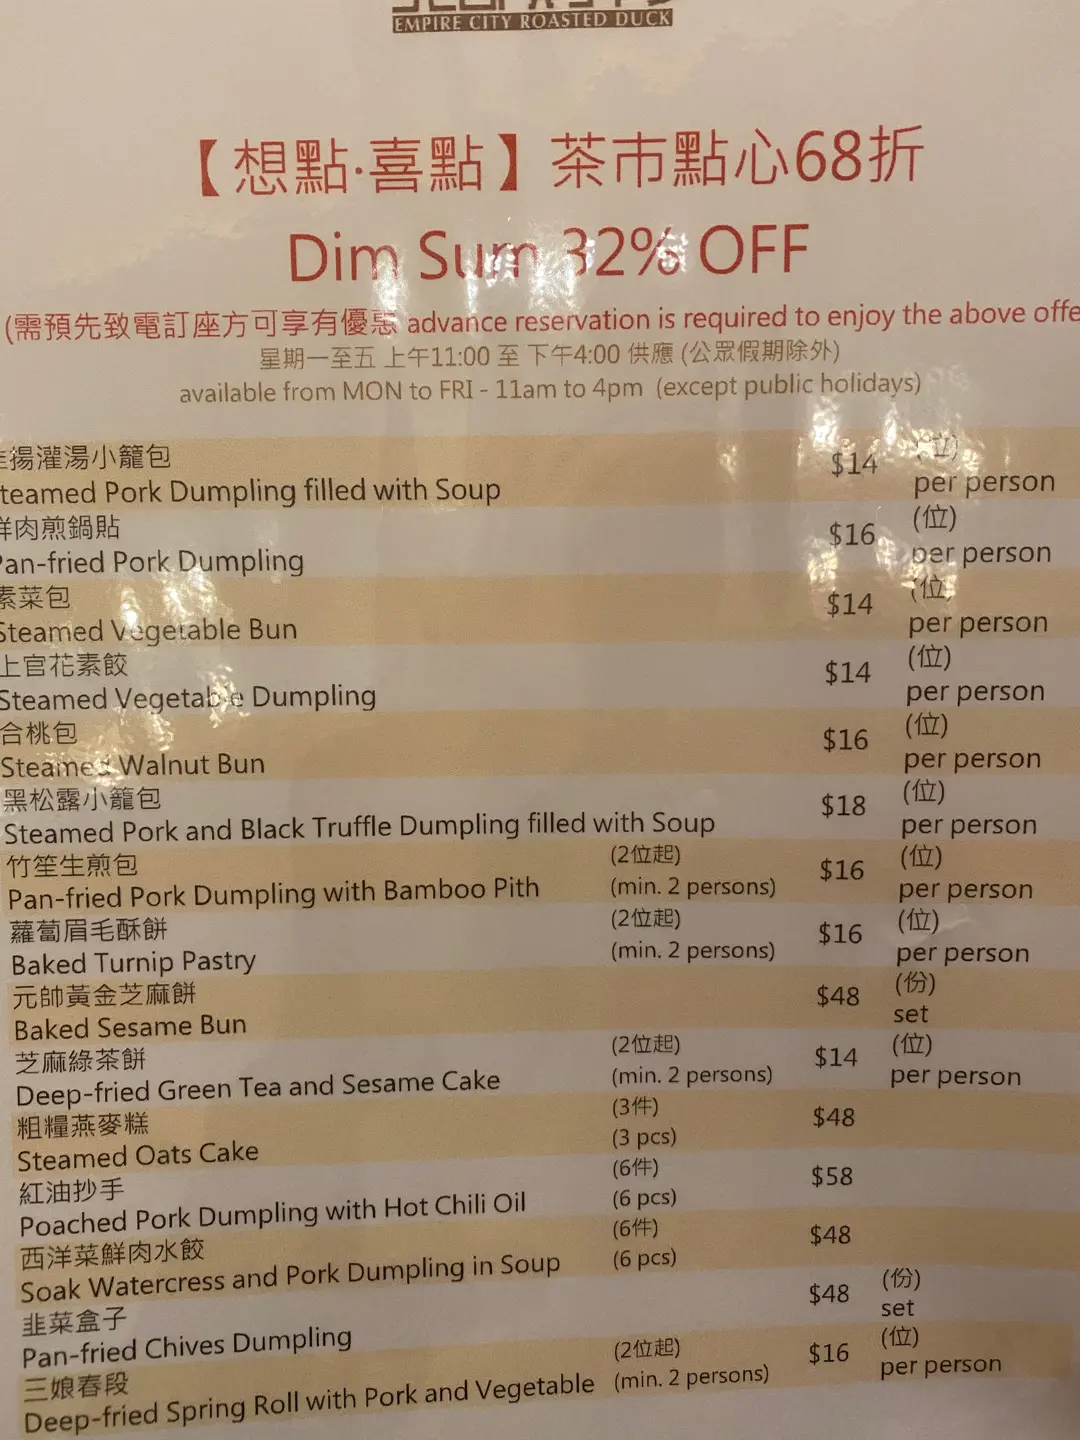 EMPIRE CITY ROASTED DUCK
【想點·喜點】茶市點心68折
Dim Sum 32% OFF
(需預先致電訂座方可享有優惠 advance reservation is required to enjoy the above offe
星期一至五 上午11:00 至 下午4:00 供應 (公眾假期除外)
available from MON to FRI - 11am to 4pm (except public holidays)
揚灌湯小籠包
teamed Pork Dumpling filled with Soup
$14
(位)
per person
鮮肉煎鍋貼
Pan-fried Pork Dumpling
$16
(位)
per person
素菜包
Steamed Vegetable Bun
$14
(位)
per person
上官花素餃
Steamed Vegetable Dumpling
$14
(位)
per person
合桃包
Steamed Walnut Bun
$16
(位)
per person
黑松露小籠包
Steamed Pork and Black Truffle Dumpling filled with Soup
$18
(位)
per person
竹笙生煎包
Pan-fried Pork Dumpling with Bamboo Pith
(2位起)
(min. 2 persons)
$16
(位)
per person
蘿蔔眉毛酥餅
Baked Turnip Pastry
(2位起)
(min. 2 persons)
$16
(位)
per person
元帥黃金芝麻餅
Baked Sesame Bun
$48
(份)
set
芝麻綠茶餅
Deep-fried Green Tea and Sesame Cake
(2位起)
(min. 2 persons)
$14
(位)
per person
粗糧燕麥糕
Steamed Oats Cake
(3件)
(3 pcs)
$48
紅油抄手
Poached Pork Dumpling with Hot Chili Oil
(6件)
(6 pcs)
$58
西洋菜鮮肉水餃
Soak Watercress and Pork Dumpling in Soup
(6件)
(6 pcs)
$48
韭菜盒子
Pan-fried Chives Dumpling
$48
(份)
set
三娘春段
Deep-fried Spring Roll with Pork and Vegetable
(2位起)
(min. 2 persons)
$16
(位)
per person